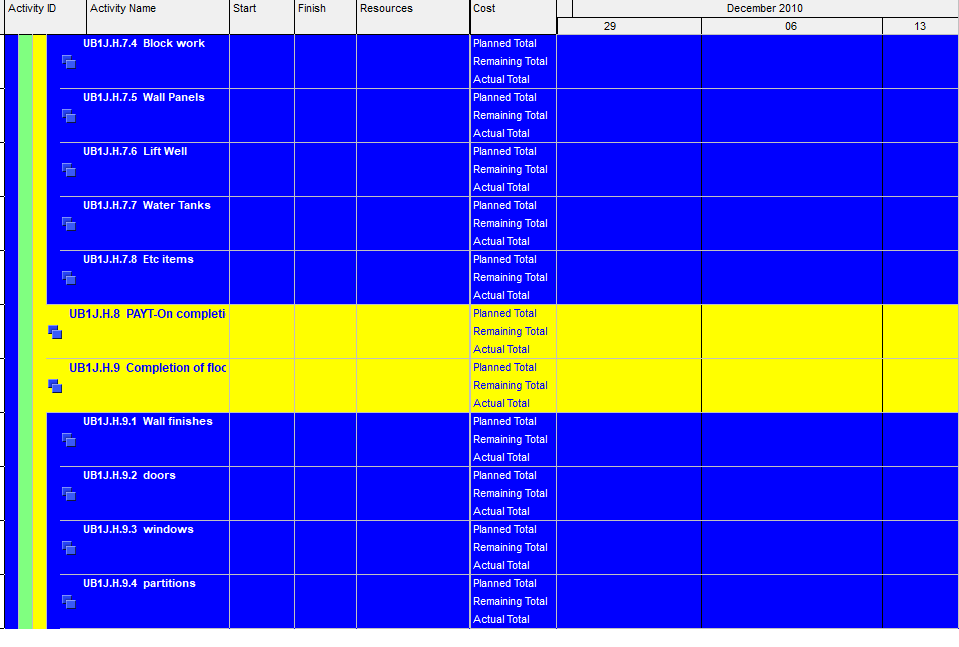 Activity ID Activity Name Start Finish Resources Cost December 2010
29 06 13
UB1J.H.7.4 Block work Planned Total
Remaining Total
Actual Total
UB1J.H.7.5 Wall Panels Planned Total
Remaining Total
Actual Total
UB1J.H.7.6 Lift Well Planned Total
Remaining Total
Actual Total
UB1J.H.7.7 Water Tanks Planned Total
Remaining Total
Actual Total
UB1J.H.7.8 Etc items Planned Total
Remaining Total
Actual Total
UB1J.H.8 PAYT-On completi Planned Total
Remaining Total
Actual Total
UB1J.H.9 Completion of floo Planned Total
Remaining Total
Actual Total
UB1J.H.9.1 Wall finishes Planned Total
Remaining Total
Actual Total
UB1J.H.9.2 doors Planned Total
Remaining Total
Actual Total
UB1J.H.9.3 windows Planned Total
Remaining Total
Actual Total
UB1J.H.9.4 partitions Planned Total
Remaining Total
Actual Total